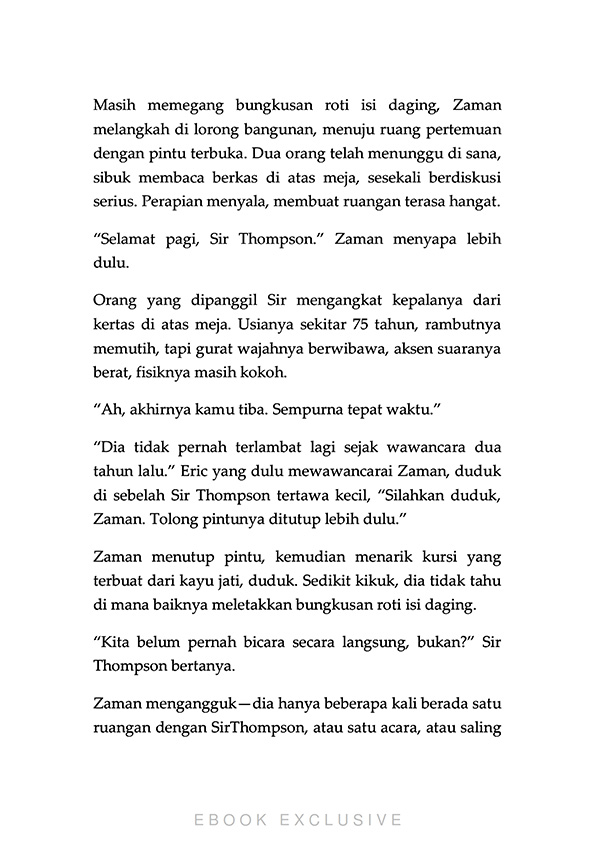 Masih memegang bungkusan roti isi daging, Zaman
melangkah di lorong bangunan, menuju ruang pertemuan
dengan pintu terbuka. Dua orang telah menunggu di sana,
sibuk membaca berkas di atas meja, sesekali berdiskusi
serius. Perapian menyala, membuat ruangan terasa hangat.
“Selamat pagi, Sir Thompson.” Zaman menyapa lebih
dulu.
Orang yang dipanggil Sir mengangkat kepalanya dari
kertas di atas meja. Usianya sekitar 75 tahun, rambutnya
memutih, tapi gurat wajahnya berwibawa, aksen suaranya
berat, fisiknya masih kokoh.
“Ah, akhirnya kamu tiba. Sempurna tepat waktu.”
“Dia tidak pernah terlambat lagi sejak wawancara dua
tahun lalu.” Eric yang dulu mewawancarai Zaman, duduk
di sebelah Sir Thompson tertawa kecil, “Silahkan duduk,
Zaman. Tolong pintunya ditutup lebih dulu.”
Zaman menutup pintu, kemudian menarik kursi yang
terbuat dari kayu jati, duduk. Sedikit kikuk, dia tidak tahu
di mana baiknya meletakkan bungkusan roti isi daging.
“Kita belum pernah bicara secara langsung, bukan?” Sir
Thompson bertanya.
Zaman mengangguk—dia hanya beberapa kali berada satu
ruangan dengan SirThompson, atau satu acara, atau saling
EBOOK EXCLUSIVE